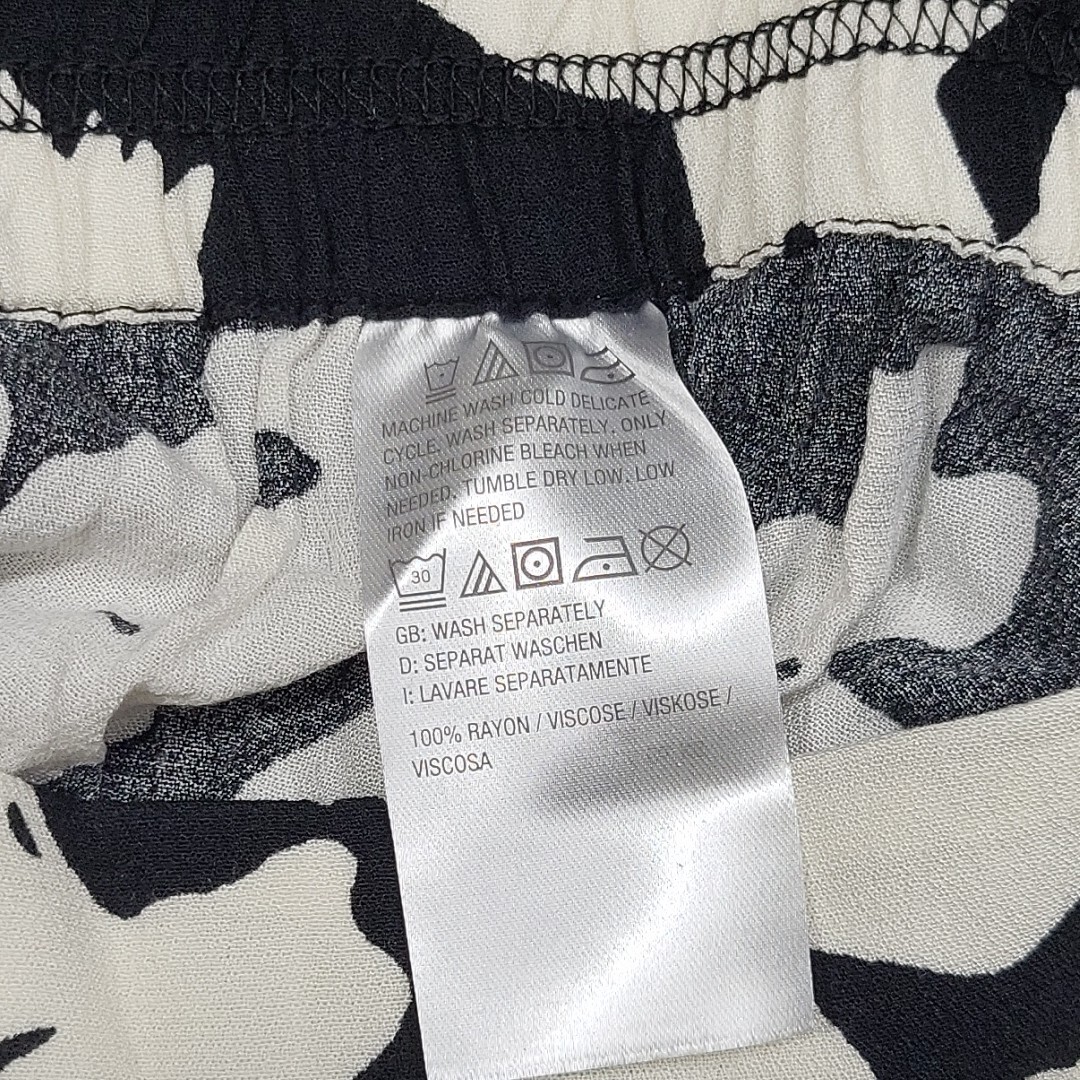 MACHINE WASH COLD DELICATE
CYCLE. WASH SEPARATELY. ONLY
NON-CHLORINE BLEACH WHEN
NEEDED. TUMBLE DRY LOW. LOW
IRON IF NEEDED
30
GB: WASH SEPARATELY
D: SEPARAT WASCHEN
I: LAVARE SEPARATAMENTE
100% RAYON / VISCOSE / VISKOSE /
VISCOSA